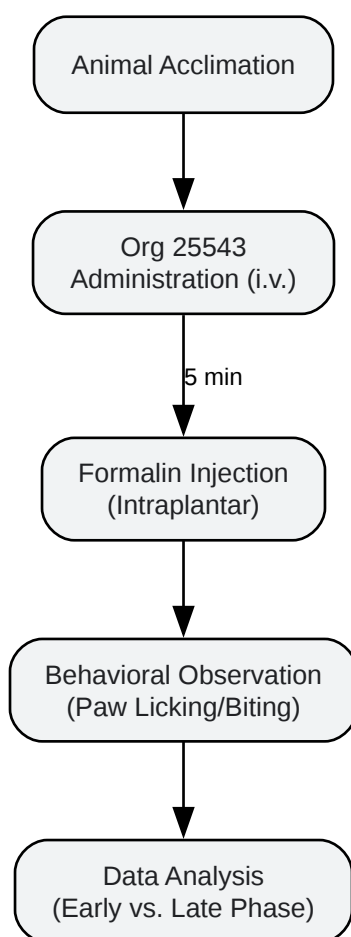 Animal Acclimation
Org 25543
Administration (i.v.)
5 min
Formalin Injection
(Intraplantar)
Behavioral Observation
(Paw Licking/Biting)
Data Analysis
(Early vs. Late Phase)